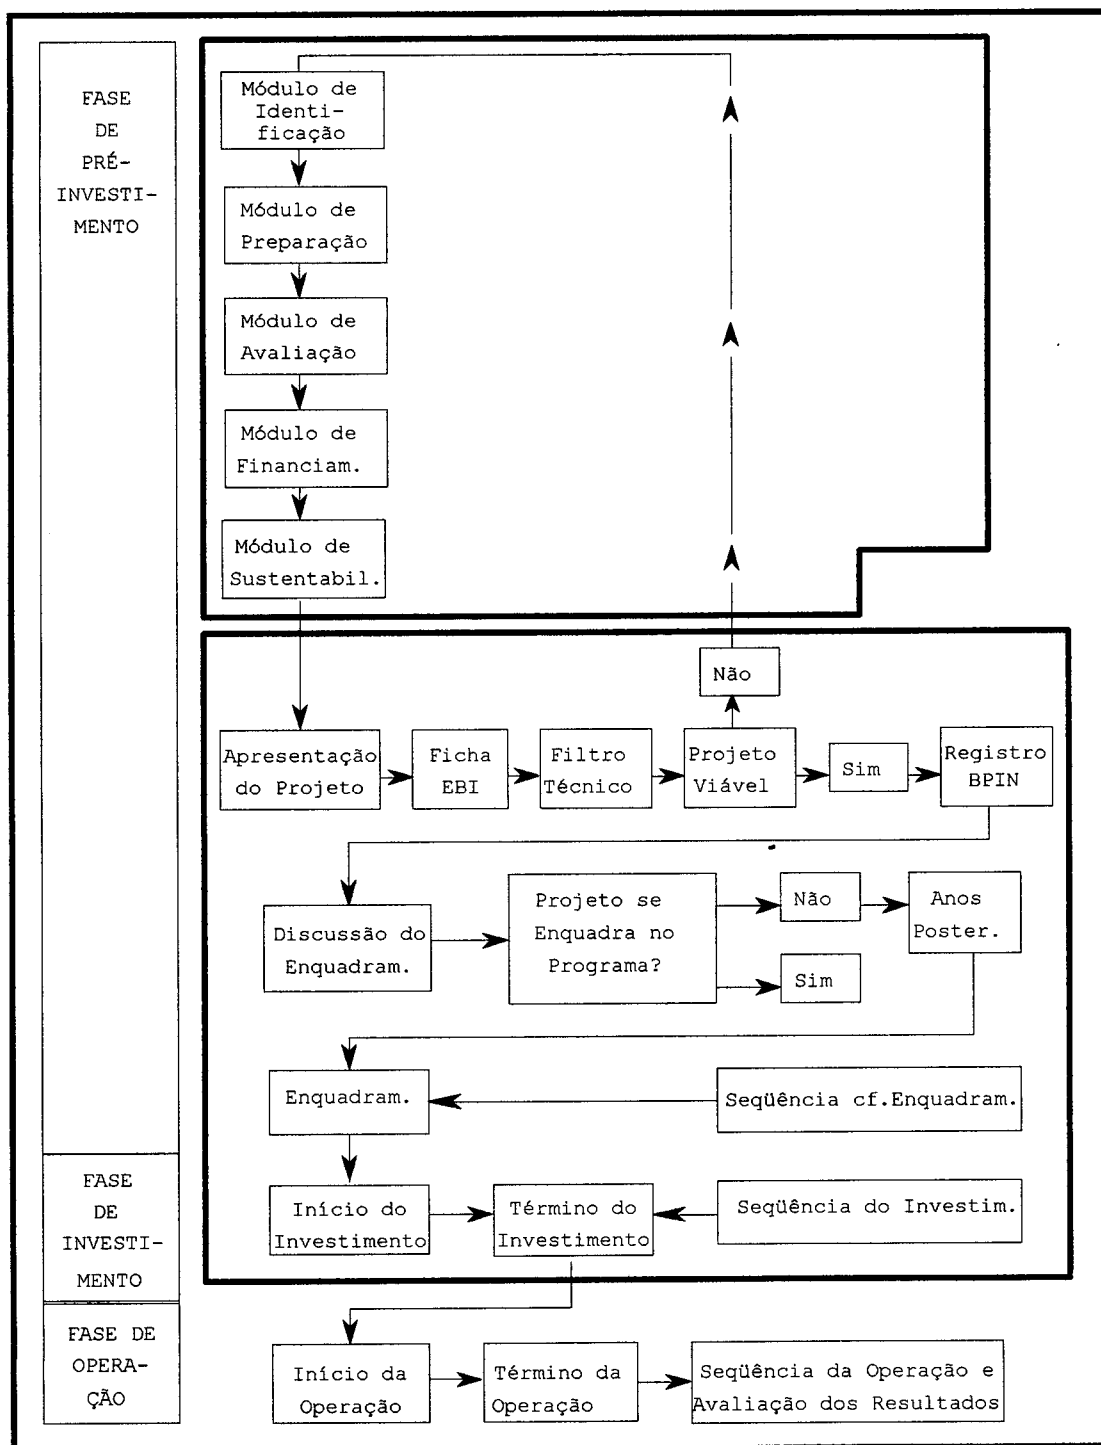 FASE
DE
PRÉ-
INVESTI-
MENTO
Módulo de
Identi-
ficação
Módulo de
Preparação
Módulo de
Avaliação
Módulo de
Financiam.
Módulo de
Sustentabil.
Não
Apresentação
do Projeto
Ficha
EBI
Filtro
Técnico
Projeto
Viável
Sim
Registro
BPIN
Discussão do
Enquadram.
Projeto se
Enquadra no
Programa?
Não
Anos
Poster.
Sim
Enquadram.
Seqüência cf.Enquadram.
FASE
DE
INVESTI-
MENTO
Início do
Investimento
Término do
Investimento
Seqüência do Investim.
FASE DE
OPERA-
ÇÃO
Início da
Operação
Término da
Operação
Seqüência da Operação e
Avaliação dos Resultados